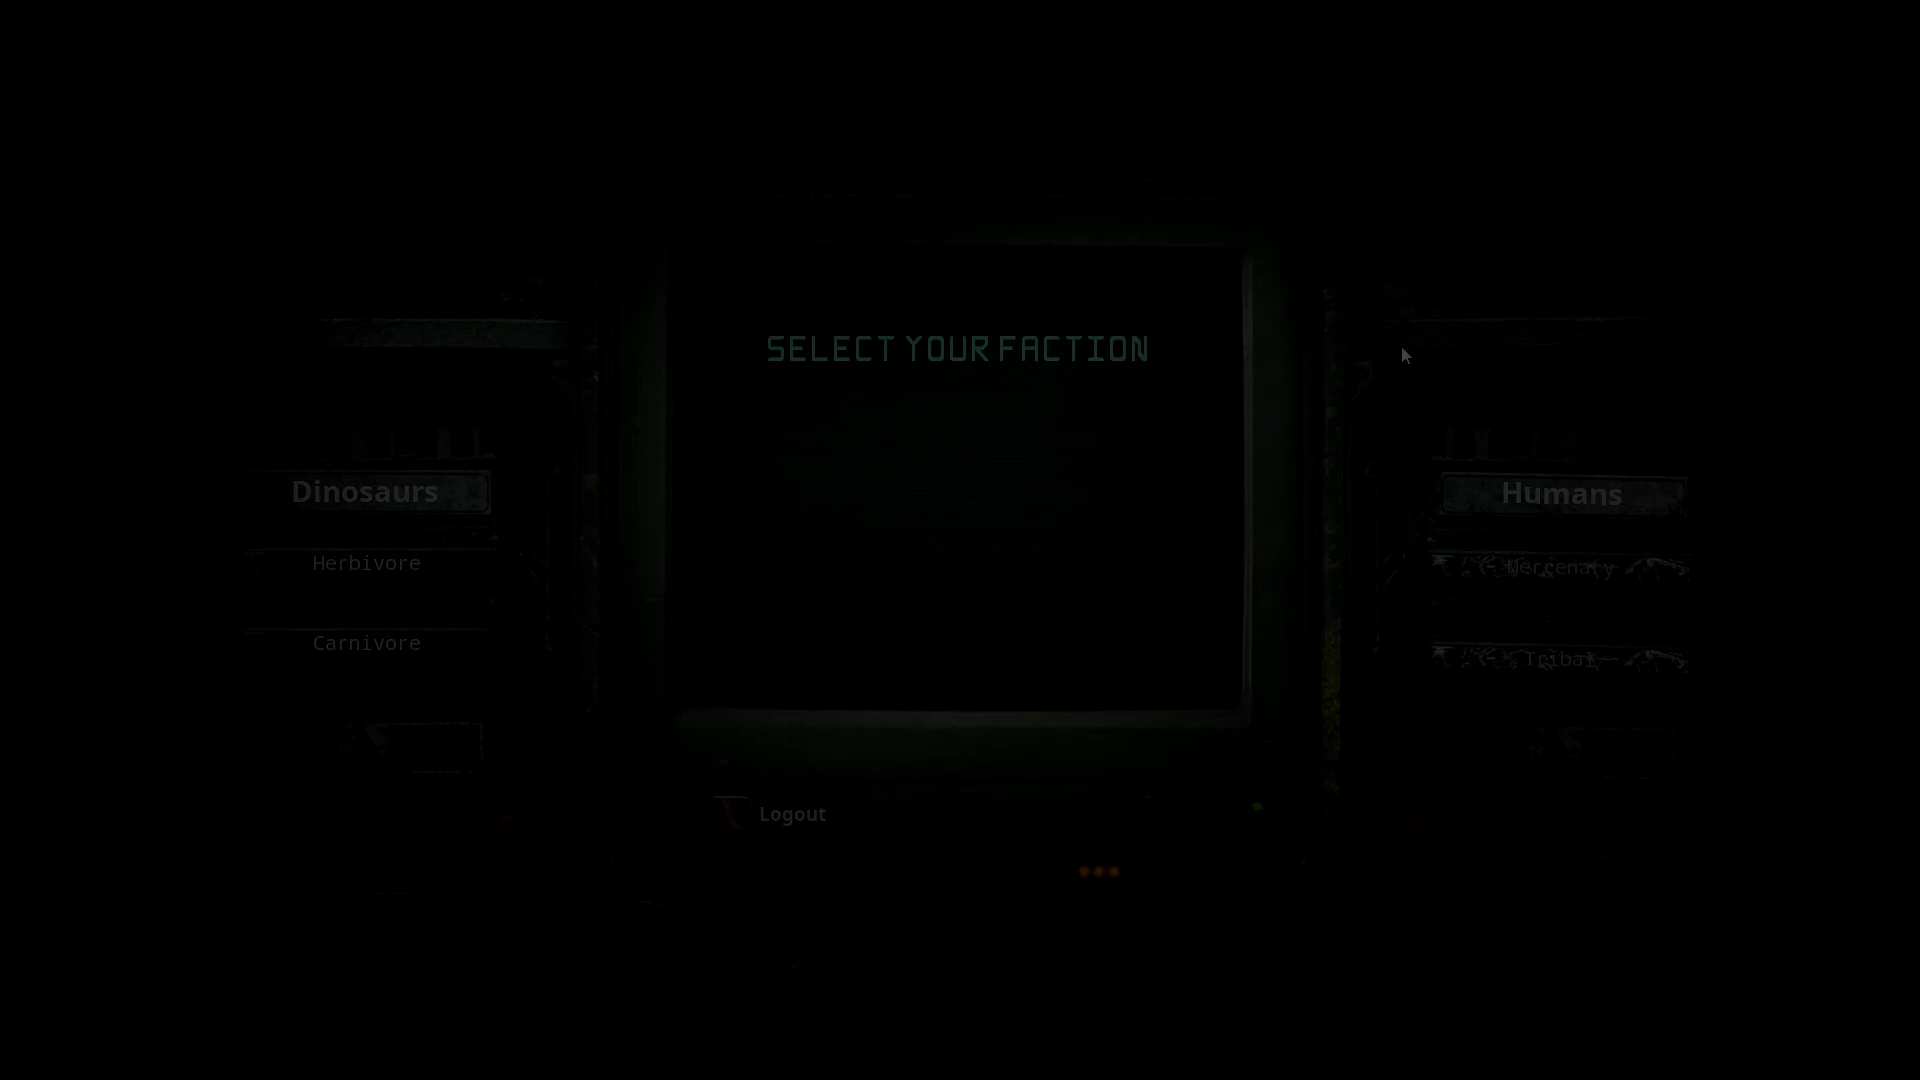 SELECT YOUR FACTION
Dinosaurs
Herbivore
Carnivore
Humans
Mercenary
Tribal
Logout